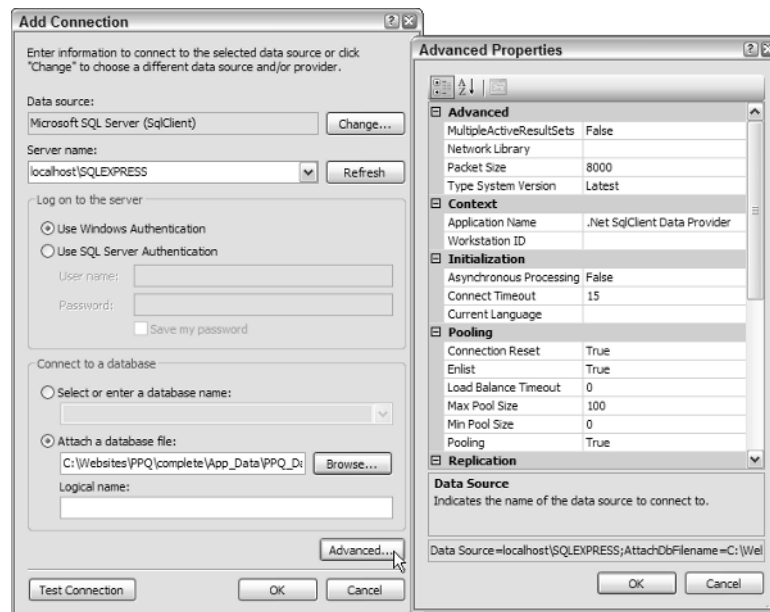 Add Connection
Enter information to connect to the selected data source or click
"Change" to choose a different data source and/or provider.
Data source:
Microsoft SQL Server (SqlClient)
Change...
Server name:
localhost\SQLEXPRESS
Refresh
Log on to the server
Use Windows Authentication
Use SQL Server Authentication
User name:
Password:
Save my password
Connect to a database
Select or enter a database name:
Attach a database file:
C:\Websites\PPQ\complete\App_Data\PPQ_Da
Browse...
Logical name:
Advanced...
Test Connection
OK
Cancel
Advanced Properties
Advanced
MultipleActiveResultSets False
Network Library
Packet Size 8000
Type System Version Latest
Context
Application Name .Net SqlClient Data Provider
Workstation ID
Initialization
Asynchronous Processing False
Connect Timeout 15
Current Language
Pooling
Connection Reset True
Enlist True
Load Balance Timeout 0
Max Pool Size 100
Min Pool Size 0
Pooling True
Replication
Data Source
Indicates the name of the data source to connect to.
Data Source=localhost\SQLEXPRESS;AttachDbFilename=C:\Wel
OK
Cancel